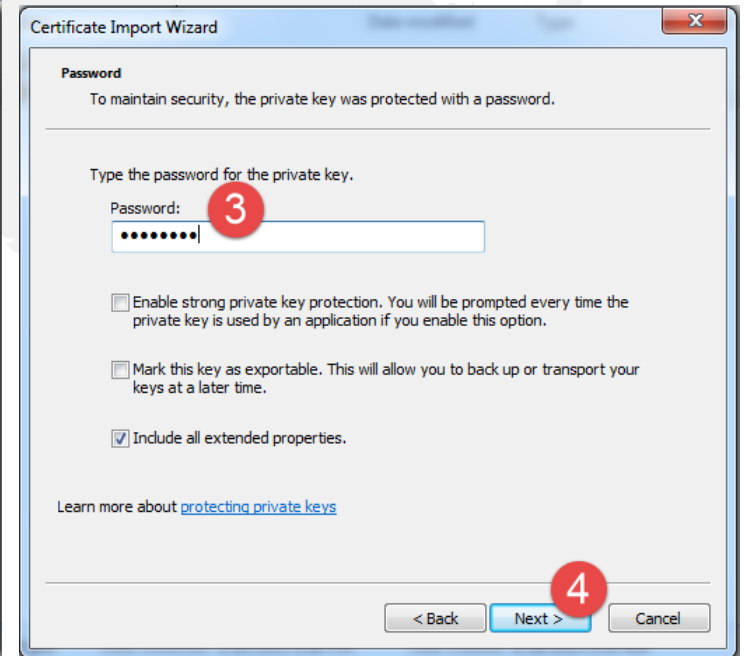 Certificate Import Wizard
Date modified Type
Password
To maintain security, the private key was protected with a password.
Type the password for the private key.
Password:
3
••••••••
Enable strong private key protection. You will be prompted every time the
private key is used by an application if you enable this option.
Mark this key as exportable. This will allow you to back up or transport your
keys at a later time.
Include all extended properties.
Learn more about protecting private keys
4
< Back Next > Cancel